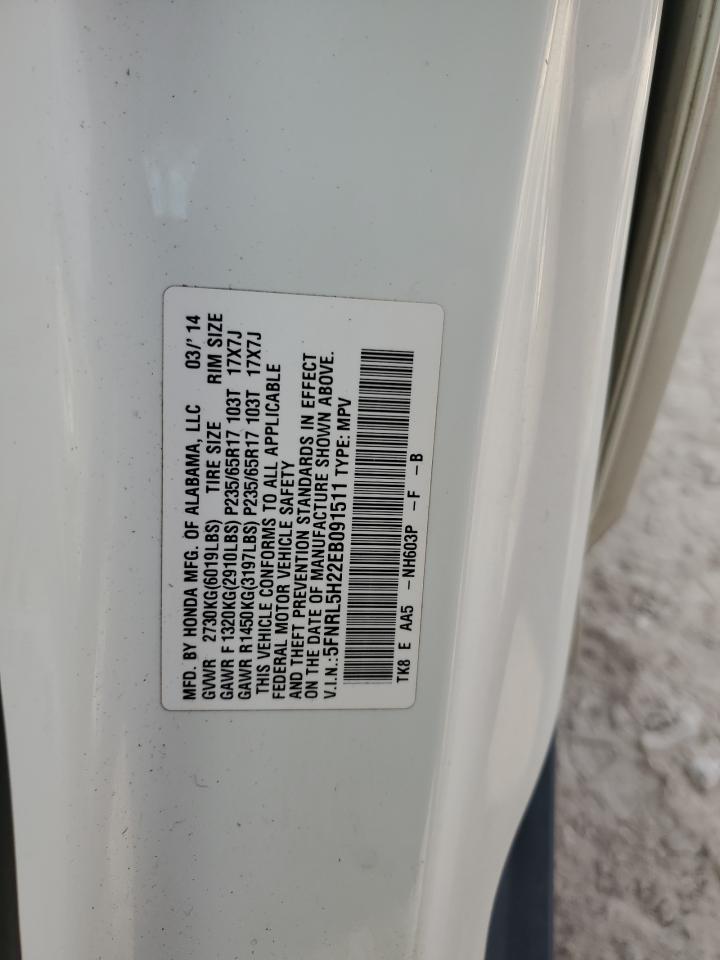 MFD. BY HONDA MFG. OF ALABAMA, LLC 03/' 14
GVWR 2730KG(6019LBS) TIRE SIZE RIM SIZE
GAWR F 1320KG(2910LBS) P235/65R17 103T 17X7J
GAWR R1450KG(3197LBS) P235/65R17 103T 17X7J
THIS VEHICLE CONFORMS TO ALL APPLICABLE
FEDERAL MOTOR VEHICLE SAFETY
AND THEFT PREVENTION STANDARDS IN EFFECT
ON THE DATE OF MANUFACTURE SHOWN ABOVE.
V.I.N.:5FNRL5H22EB091511 TYPE: MPV
TK8 E AA5 -NH603P -F -B